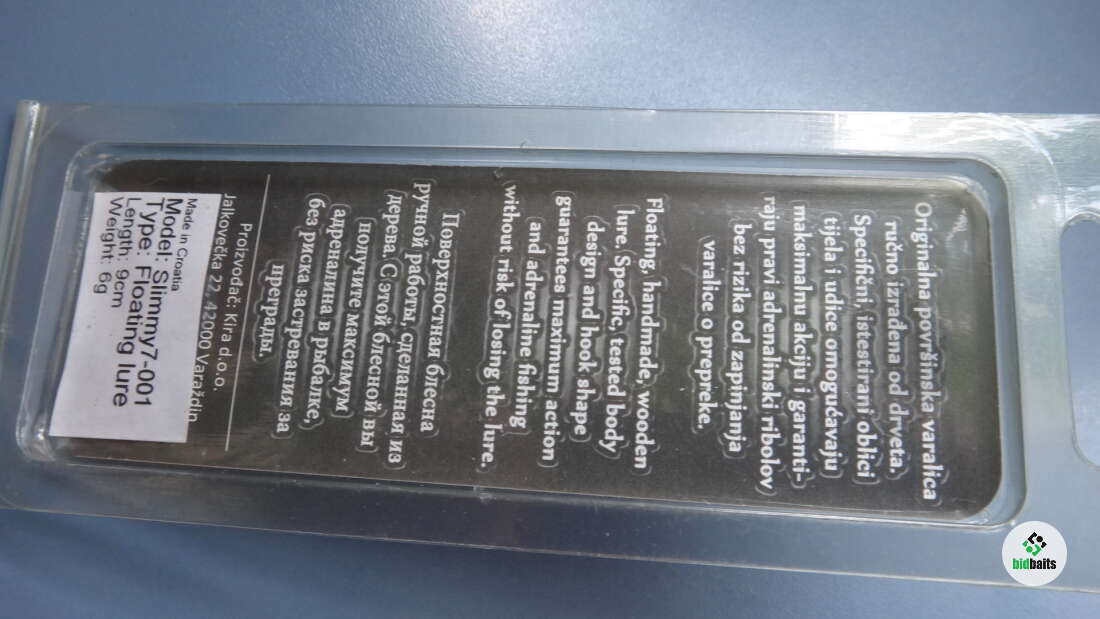 Originalna površinska varalica
ručno izrađena od drveta.
Specifični, istestirani oblici
tijela i udice omogućavaju
maksimalnu akciju i garanti-
raju pravi adrenalinski ribolov
bez rizika od zapinjanja
varalice o prepreke.
Floating, handmade, wooden
lure. Specific, tested body
design and hook shape
guarantees maximum action
and adrenaline fishing
without risk of losing the lure.
Поверхностная блесна
ручной работы, сделанная из
дерева. С этой блесной вы
получите максимум
адреналина в рыбалке,
без риска застревания за
преграды.
Proizvođač: Kira d.o.o.
Jalkovečka 22, 42000 Varaždin
Made in Croatia
Model: Slimmy7-001
Type: Floating lure
Length: 9cm
Weight: 6g
bidbaits